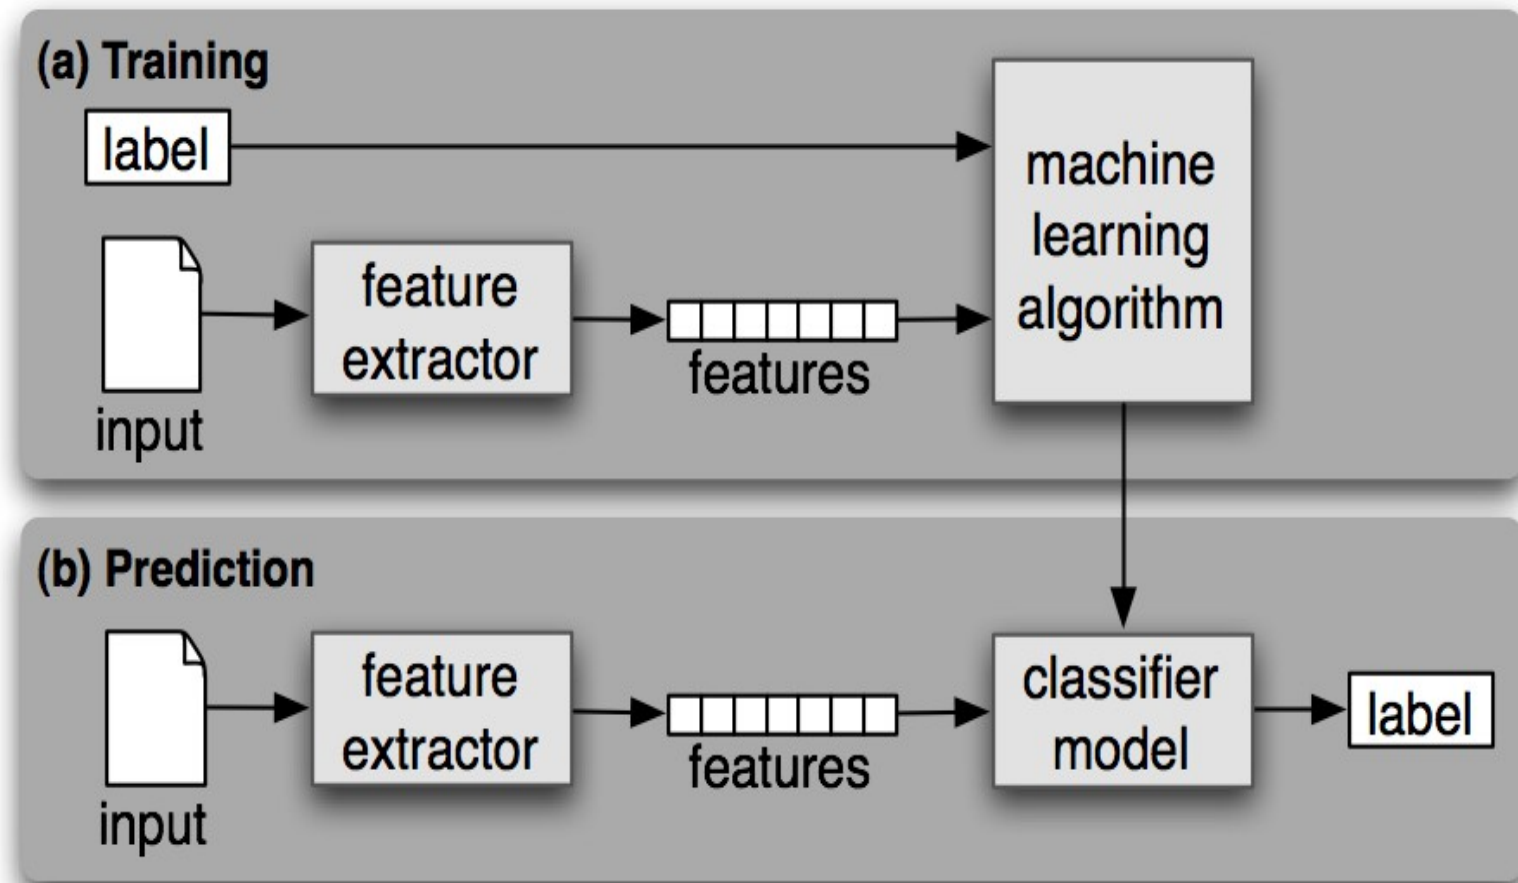 (a) Training
label
machine
learning
algorithm
feature
extractor
features
input
(b) Prediction
feature
extractor
features
classifier
model
label
input